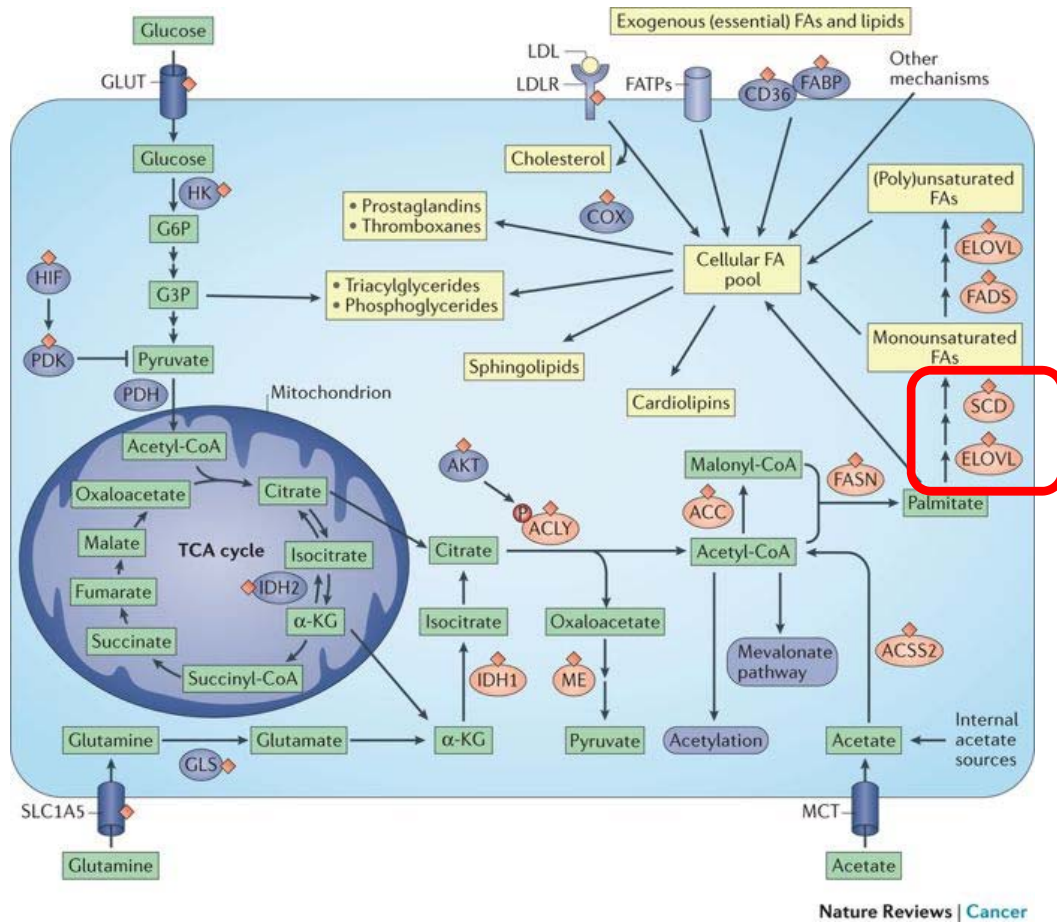 Glucose
Exogenous (essential) FAs and lipids
GLUT
LDL
LDLR
FATPs
CD36
FABP
Other
mechanisms
Glucose
HK
Cholesterol
(Poly)unsaturated
FAs
G6P
• Prostaglandins
• Thromboxanes
COX
ELOVL
HIF
Cellular FA
pool
G3P
• Triacylglycerides
• Phosphoglycerides
FADS
PDK
Pyruvate
Monounsaturated
FAs
Sphingolipids
PDH
Mitochondrion
Cardiolipins
SCD
Acetyl-CoA
AKT
Malonyl-CoA
ELOVL
Oxaloacetate
Citrate
FASN
Palmitate
P
ACLY
ACC
Malate
TCA cycle
Isocitrate
Citrate
Acetyl-CoA
IDH2
Fumarate
α-KG
Isocitrate
Oxaloacetate
Succinate
Mevalonate
pathway
ACSS2
Succinyl-CoA
IDH1
ME
Glutamine
Glutamate
α-KG
Pyruvate
Acetylation
Acetate
Internal
acetate
sources
GLS
SLC1A5
MCT
Glutamine
Acetate
Nature Reviews | Cancer